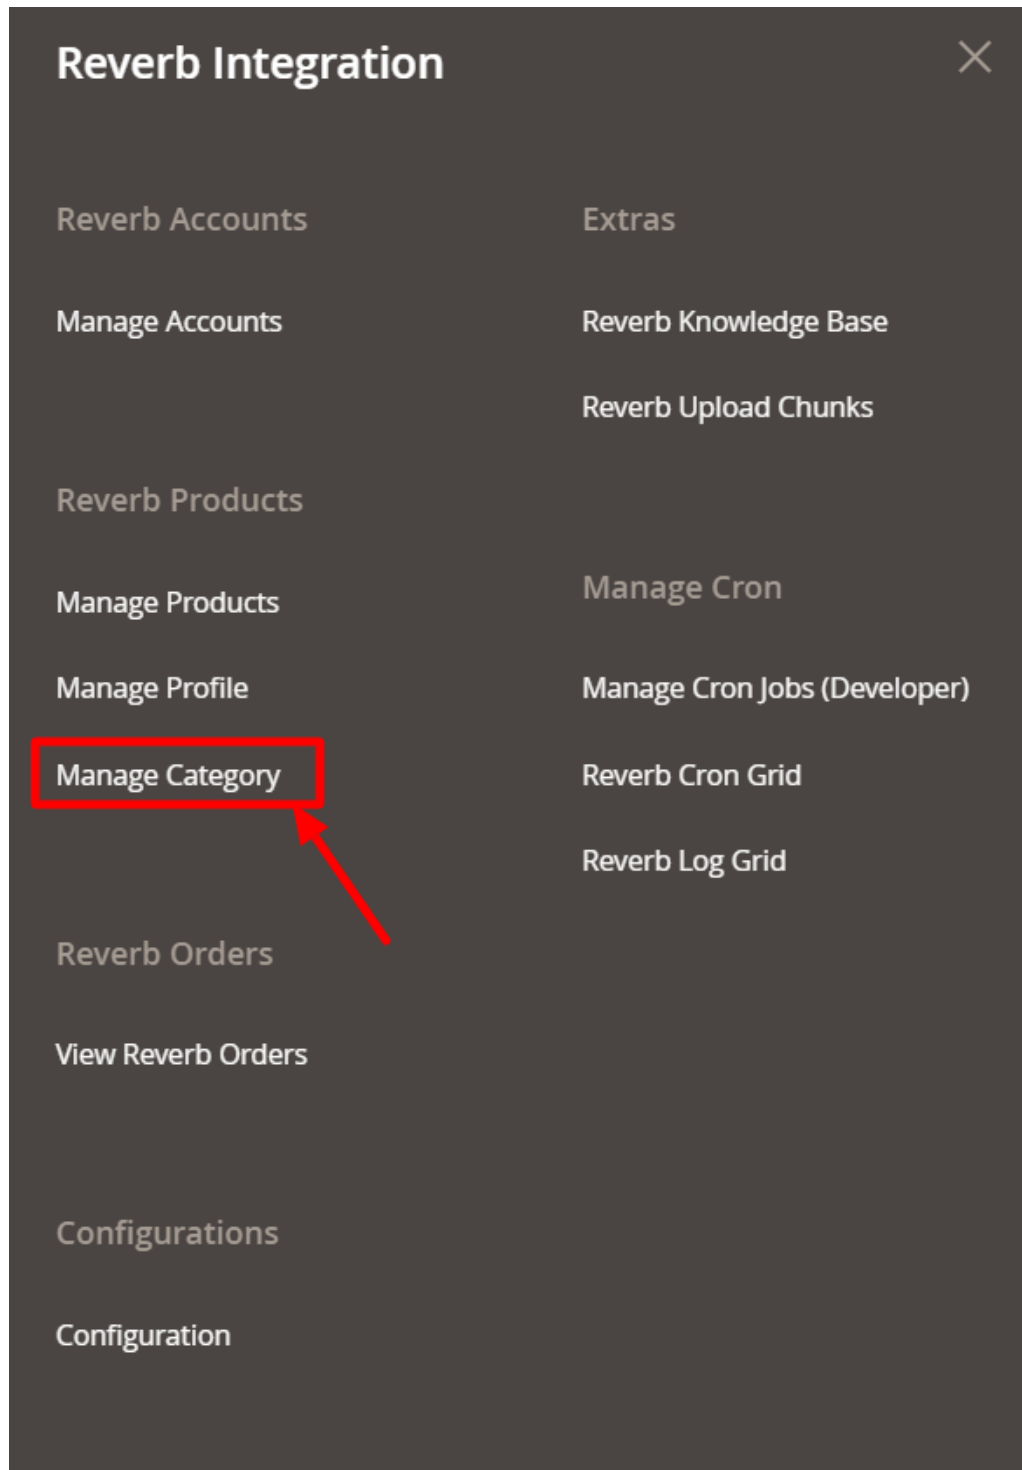 Reverb Integration
Reverb Accounts
Manage Accounts
Reverb Products
Manage Products
Manage Profile
Manage Category
Reverb Orders
View Reverb Orders
Configurations
Configuration
Extras
Reverb Knowledge Base
Reverb Upload Chunks
Manage Cron
Manage Cron Jobs (Developer)
Reverb Cron Grid
Reverb Log Grid